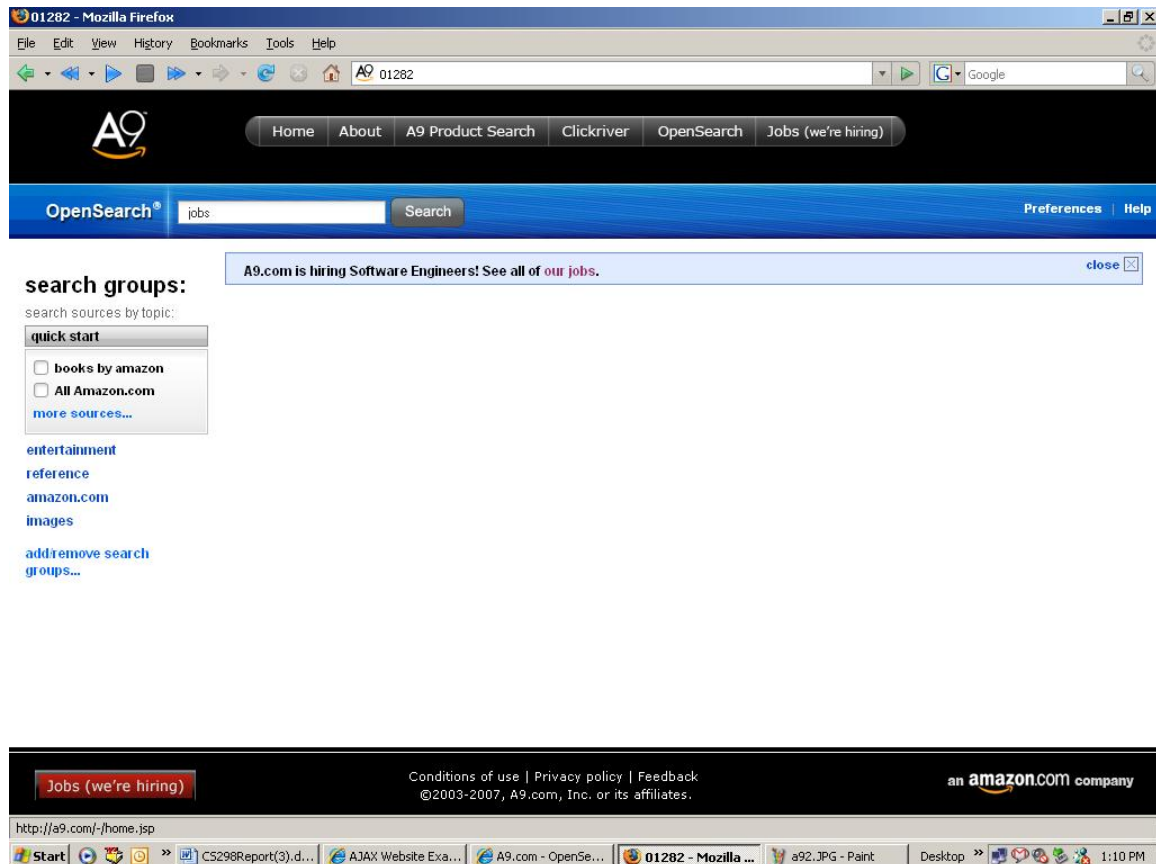 01282 - Mozilla Firefox
File Edit View History Bookmarks Tools Help
A9 01282 G Google
A9 Home About A9 Product Search Clickriver OpenSearch Jobs (we're hiring)
OpenSearch® jobs Search Preferences | Help
A9.com is hiring Software Engineers! See all of our jobs. close
search groups:
search sources by topic:
quick start
books by amazon
All Amazon.com
more sources...
entertainment
reference
amazon.com
images
add/remove search
groups...
Jobs (we're hiring) Conditions of use | Privacy policy | Feedback an amazon.com company
©2003-2007, A9.com, Inc. or its affiliates.
http://a9.com/-/home.jsp
Start » CS298Report(3).d... AJAX Website Exa... A9.com - OpenSe... 01282 - Mozilla ... a92.JPG - Paint Desktop » 1:10 PM